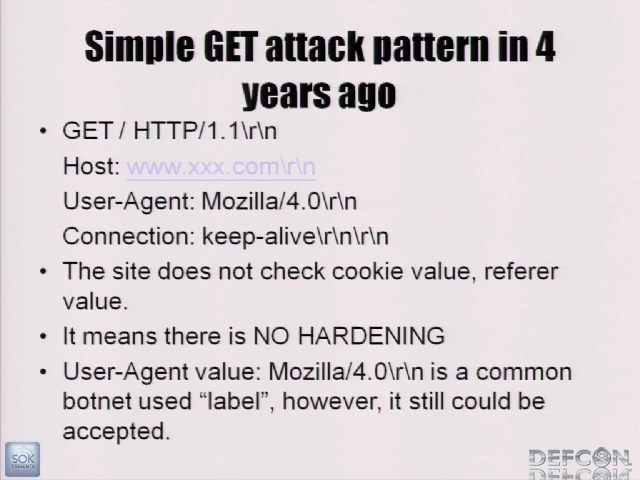 Simple GET attack pattern in 4
years ago
• GET / HTTP/1.1\r\n
Host: www.xxx.com\r\n
User-Agent: Mozilla/4.0\r\n
Connection: keep-alive\r\n\r\n
• The site does not check cookie value, referer
value.
• It means there is NO HARDENING
• User-Agent value: Mozilla/4.0\r\n is a common
botnet used “label”, however, it still could be
accepted.
SOK
PRESENTS
DEFCON